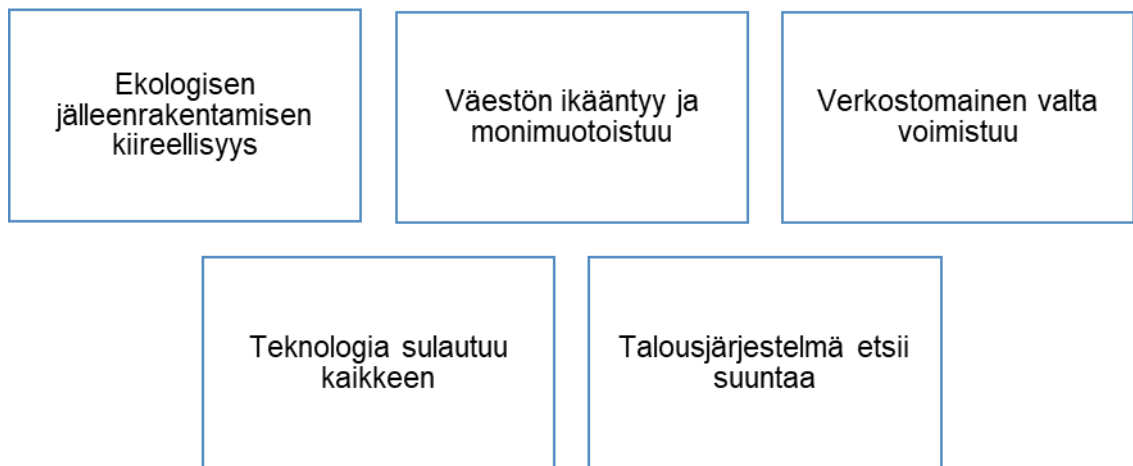 Ekologisen
jälleenrakentamisen
kiireellisyys
Väestön ikääntyy ja
monimuotoistuu
Verkostomainen valta
voimistuu
Teknologia sulautuu
kaikkeen
Talousjärjestelmä etsii
suuntaa